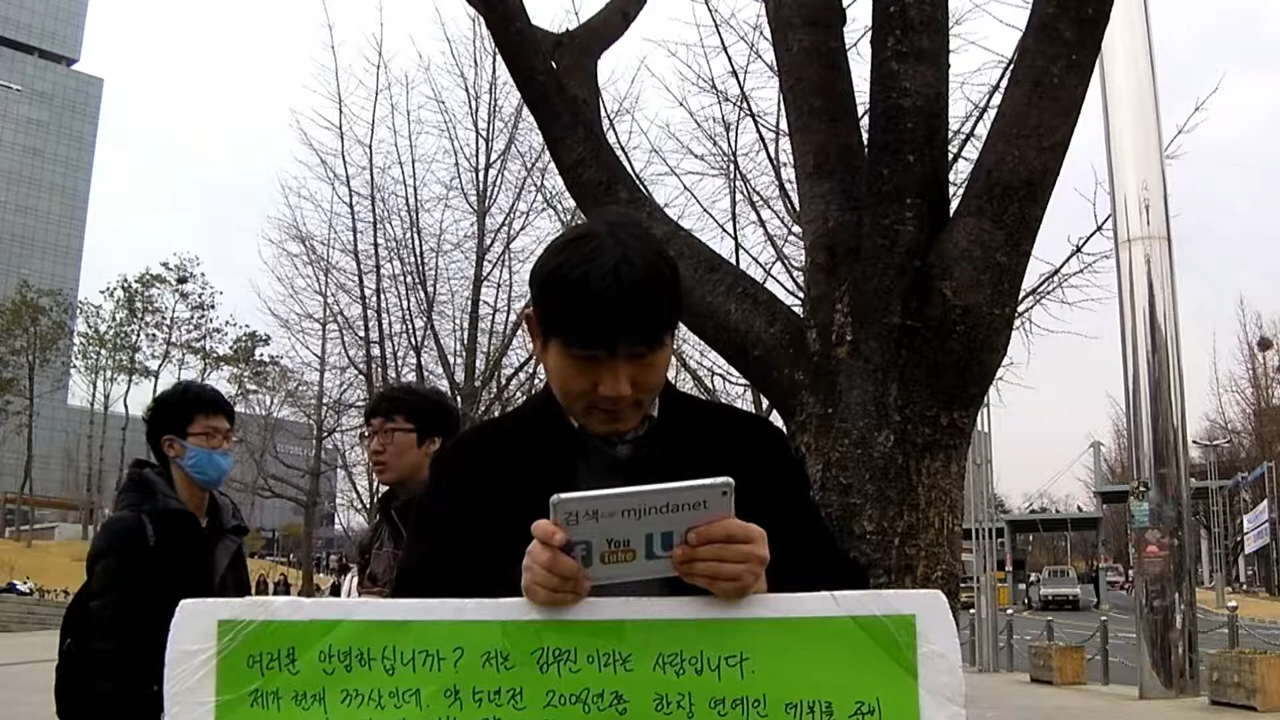 검색☞mjindanet
f You Tube U
여러분 안녕하십니까? 저는 김우진이라는 사람입니다.
제가 현재 33살인데. 약 5년전 2008년쯤 한창 연예인 데뷔를 준비